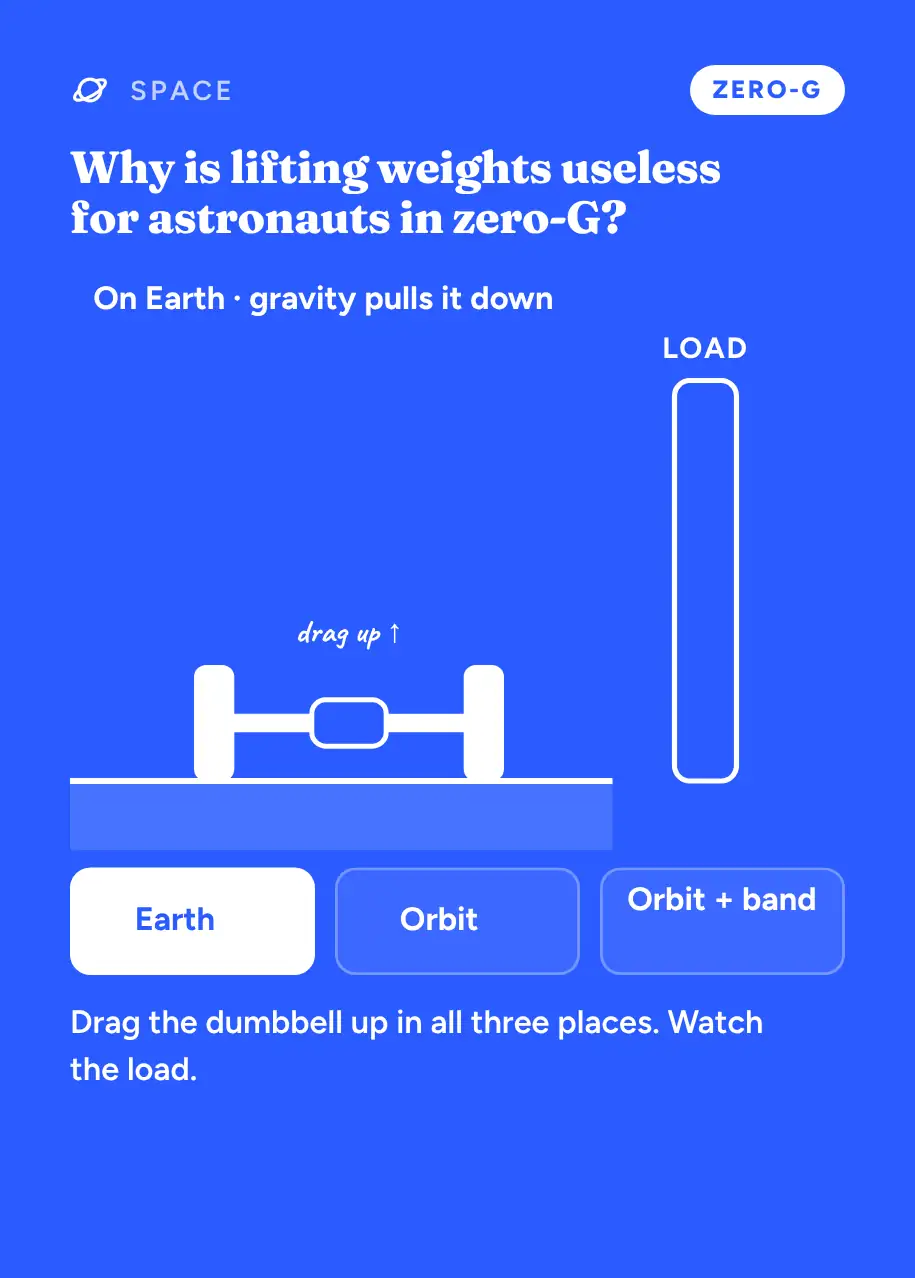 SPACE
ZERO-G
Why is lifting weights useless
for astronauts in zero-G?
On Earth · gravity pulls it down
LOAD
drag up ↑
Earth
Orbit
Orbit + band
Drag the dumbbell up in all three places. Watch
the load.